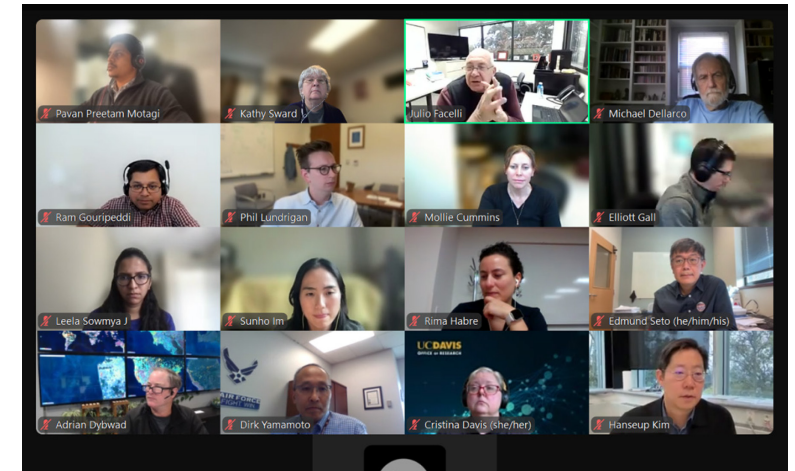 Pavan Preetam Motagi
Kathy Sward
Julio Facelli
Michael Dellarco
Ram Gouripeddi
Phil Lundrigan
Mollie Cummins
Elliott Gall
Leela Sowmya J
Sunho Im
Rima Habre
Edmund Seto (he/him/his)
UCDAVIS
OFFICE OF RESEARCH
Adrian Dybwad
Dirk Yamamoto
Cristina Davis (she/her)
Hanseup Kim